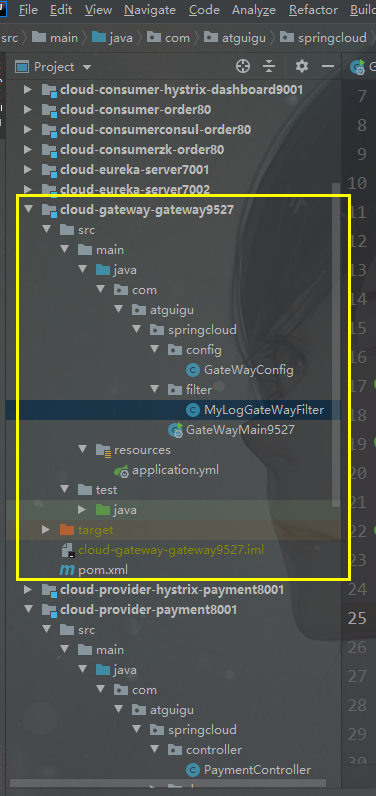 File Edit View Navigate Code Analyze Refactor Build
src main java com atguigu springcloud
Project
cloud-consumer-hystrix-dashboard9001
cloud-consumer-order80
cloud-consumerconsul-order80
cloud-consumerzk-order80
cloud-eureka-server7001
cloud-eureka-server7002
cloud-gateway-gateway9527
src
main
java
com
atguigu
springcloud
config
GateWayConfig
filter
MyLogGateWayFilter
GateWayMain9527
resources
application.yml
test
java
target
cloud-gateway-gateway9527.iml
pom.xml
cloud-provider-hystrix-payment8001
cloud-provider-payment8001
src
main
java
com
atguigu
springcloud
controller
PaymentController
7
8
9
10
11
12
13
14
15
16
17
18
19
20
21
22
23
24
25
26
27
28
29
30